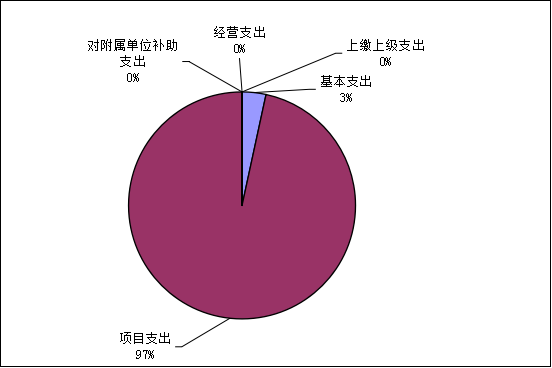 经营支出
0%
对附属单位补助
支出
0%
上缴上级支出
0%
基本支出
3%
项目支出
97%